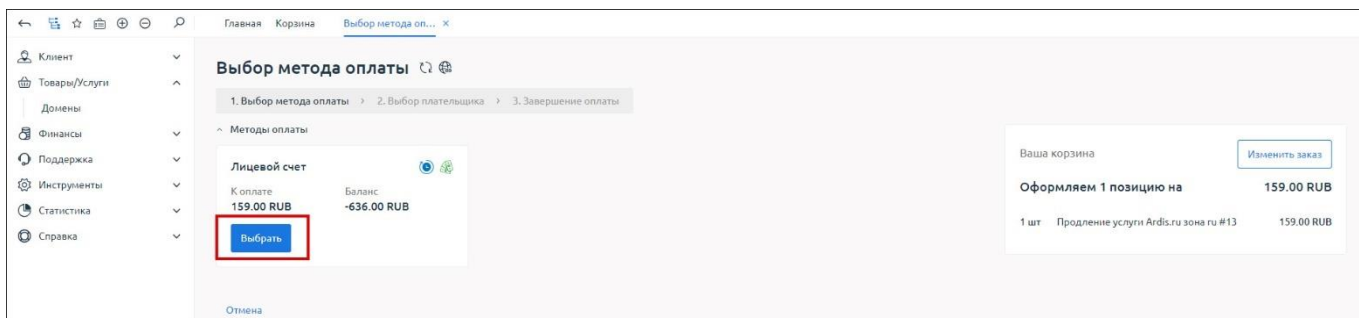 Главная Корзина Выбор метода оп... ×
Клиент
Товары/Услуги
Домены
Финансы
Поддержка
Инструменты
Статистика
Справка
Выбор метода оплаты
1. Выбор метода оплаты > 2. Выбор плательщика > 3. Завершение оплаты
Методы оплаты
Лицевой счет
К оплате Баланс
159.00 RUB -636.00 RUB
Выбрать
Отмена
Ваша корзина Изменить заказ
Оформляем 1 позицию на 159.00 RUB
1 шт Продление услуги Ardis.ru зона ru #13 159.00 RUB